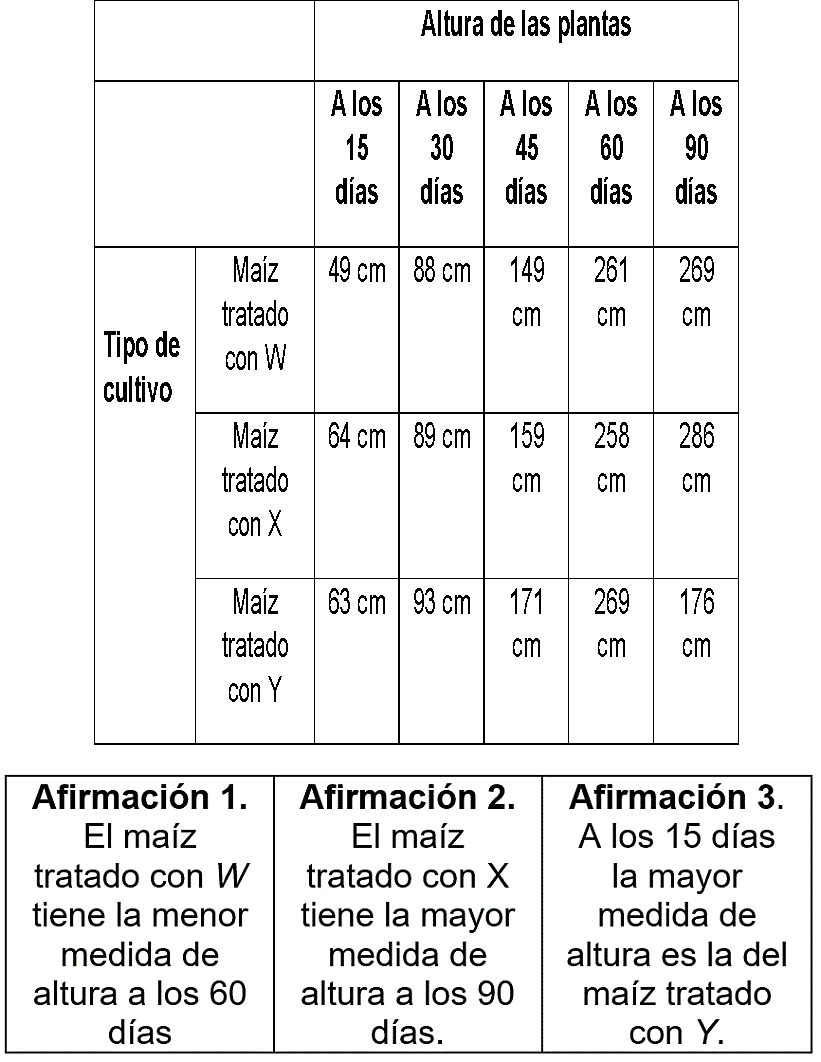 Altura de las plantas
A los 15 días
A los 30 días
A los 45 días
A los 60 días
A los 90 días
Tipo de cultivo
Maíz tratado con W
49 cm
88 cm
149 cm
261 cm
269 cm
Maíz tratado con X
64 cm
89 cm
159 cm
258 cm
286 cm
Maíz tratado con Y
63 cm
93 cm
171 cm
269 cm
176 cm
Afirmación 1.
El maíz
tratado con W
tiene la menor
medida de
altura a los 60
días
Afirmación 2.
El maíz
tratado con X
tiene la mayor
medida de
altura a los 90
días.
Afirmación 3.
A los 15 días
la mayor
medida de
altura es la del
maíz tratado
con Y.